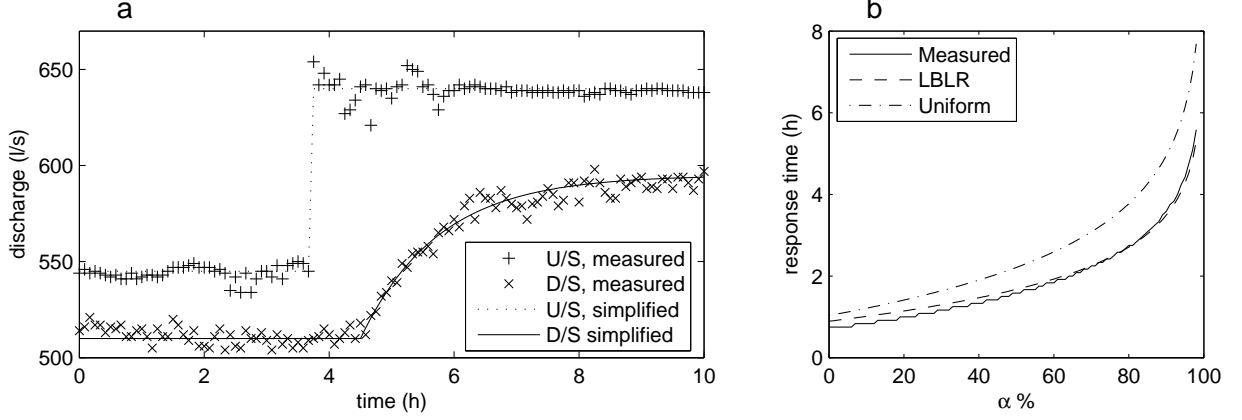 a
discharge (l/s)
650
600
550
500
0
2
4
6
8
10
time (h)
U/S, measured
D/S, measured
U/S, simplified
D/S simplified
b
response time (h)
8
6
4
2
0
0
20
40
60
80
100
α %
Measured
LBLR
Uniform